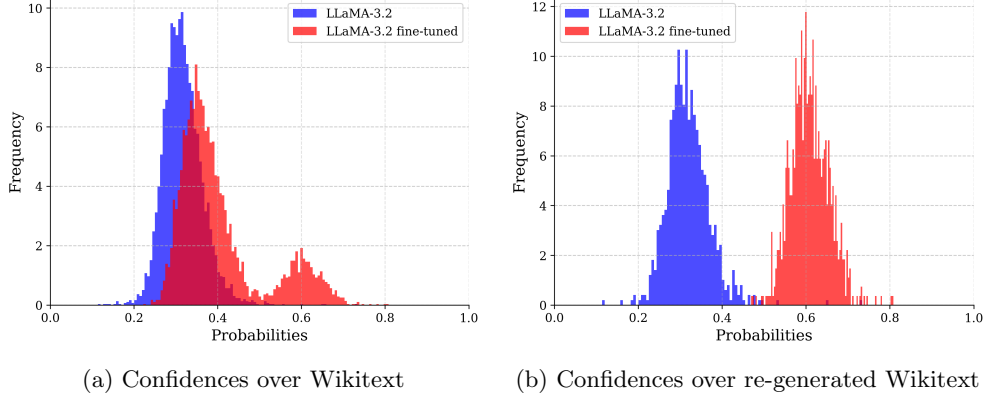 LLaMA-3.2
LLaMA-3.2 fine-tuned
Frequency
10
8
6
4
2
0
0.0 0.2 0.4 0.6 0.8 1.0
Probabilities
(a) Confidences over Wikitext
LLaMA-3.2
LLaMA-3.2 fine-tuned
Frequency
12
10
8
6
4
2
0
0.0 0.2 0.4 0.6 0.8 1.0
Probabilities
(b) Confidences over re-generated Wikitext